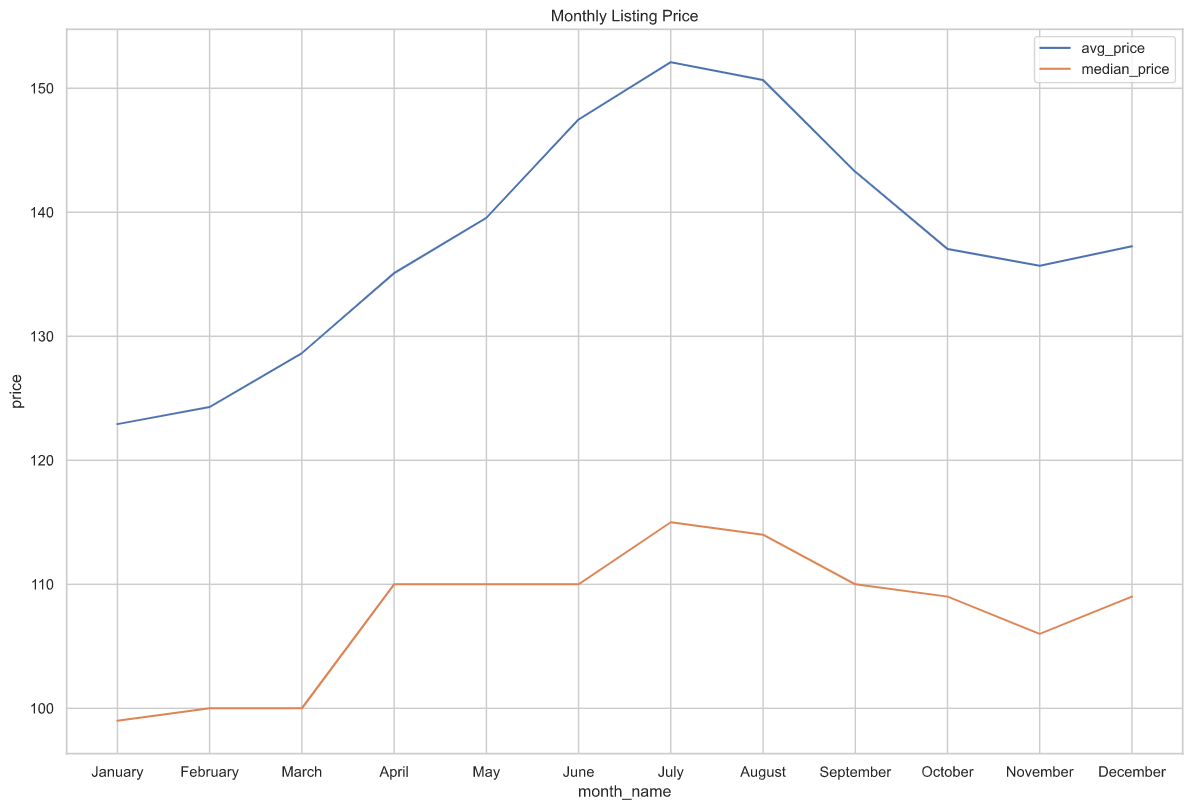 Monthly Listing Price
avg_price
median_price
150
140
130
120
110
100
price
January February March April May June July August September October November December
month_name